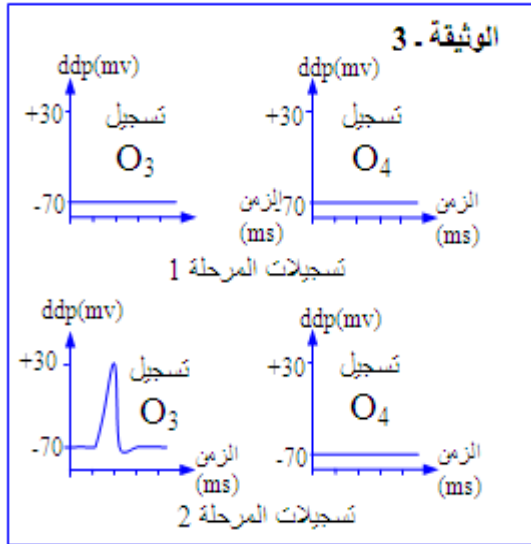 الوثيقة ـ 3
ddp(mv) ddp(mv)
+30 تسجيل +30 تسجيل
O₃ O₄
-70 الزمن -70 الزمن
(ms) (ms)
تسجيلات المرحلة 1
ddp(mv) ddp(mv)
+30 تسجيل +30 تسجيل
O₃ O₄
-70 الزمن -70 الزمن
(ms) (ms)
تسجيلات المرحلة 2